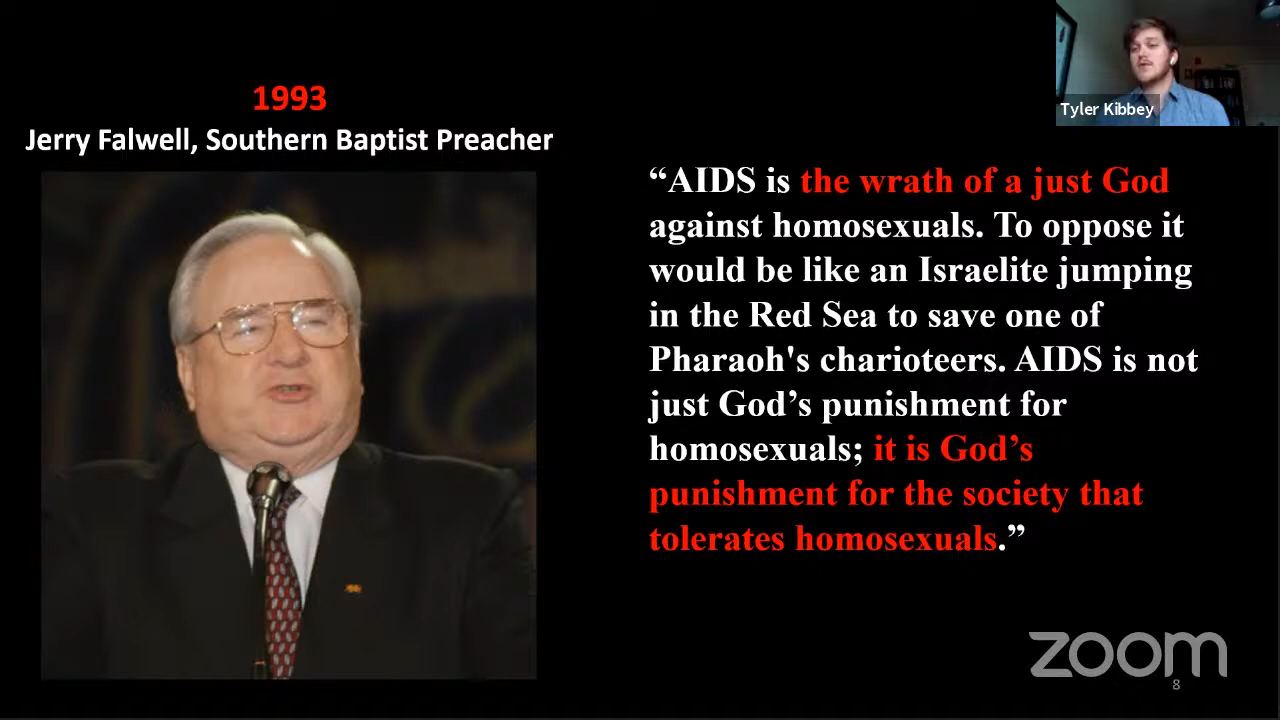 1993
Jerry Falwell, Southern Baptist Preacher
Tyler Kibbey
“AIDS is the wrath of a just God
against homosexuals. To oppose it
would be like an Israelite jumping
in the Red Sea to save one of
Pharaoh's charioteers. AIDS is not
just God’s punishment for
homosexuals; it is God’s
punishment for the society that
tolerates homosexuals.”
zoom
8